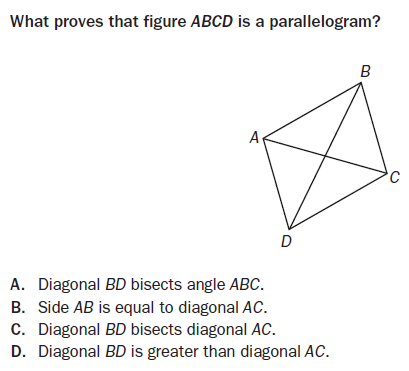 What proves that figure ABCD is a parallelogram?
B
A
C
D
A. Diagonal BD bisects angle ABC.
B. Side AB is equal to diagonal AC.
C. Diagonal BD bisects diagonal AC.
D. Diagonal BD is greater than diagonal AC.